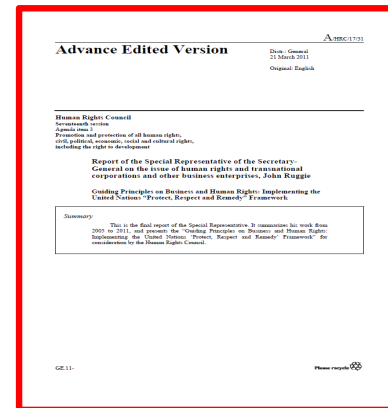 A/HRC/17/31
Advance Edited Version
Distr.: General
21 March 2011
Original: English
Human Rights Council
Seventeenth session
Agenda item 3
Promotion and protection of all human rights,
civil, political, economic, social and cultural rights,
including the right to development
Report of the Special Representative of the Secretary-
General on the issue of human rights and transnational
corporations and other business enterprises, John Ruggie
Guiding Principles on Business and Human Rights: Implementing the
United Nations “Protect, Respect and Remedy” Framework
Summary
This is the final report of the Special Representative. It summarizes his work from
2005 to 2011, and presents the “Guiding Principles on Business and Human Rights:
Implementing the United Nations ‘Protect, Respect and Remedy’ Framework” for
consideration by the Human Rights Council.
GE.11-
Please recycle